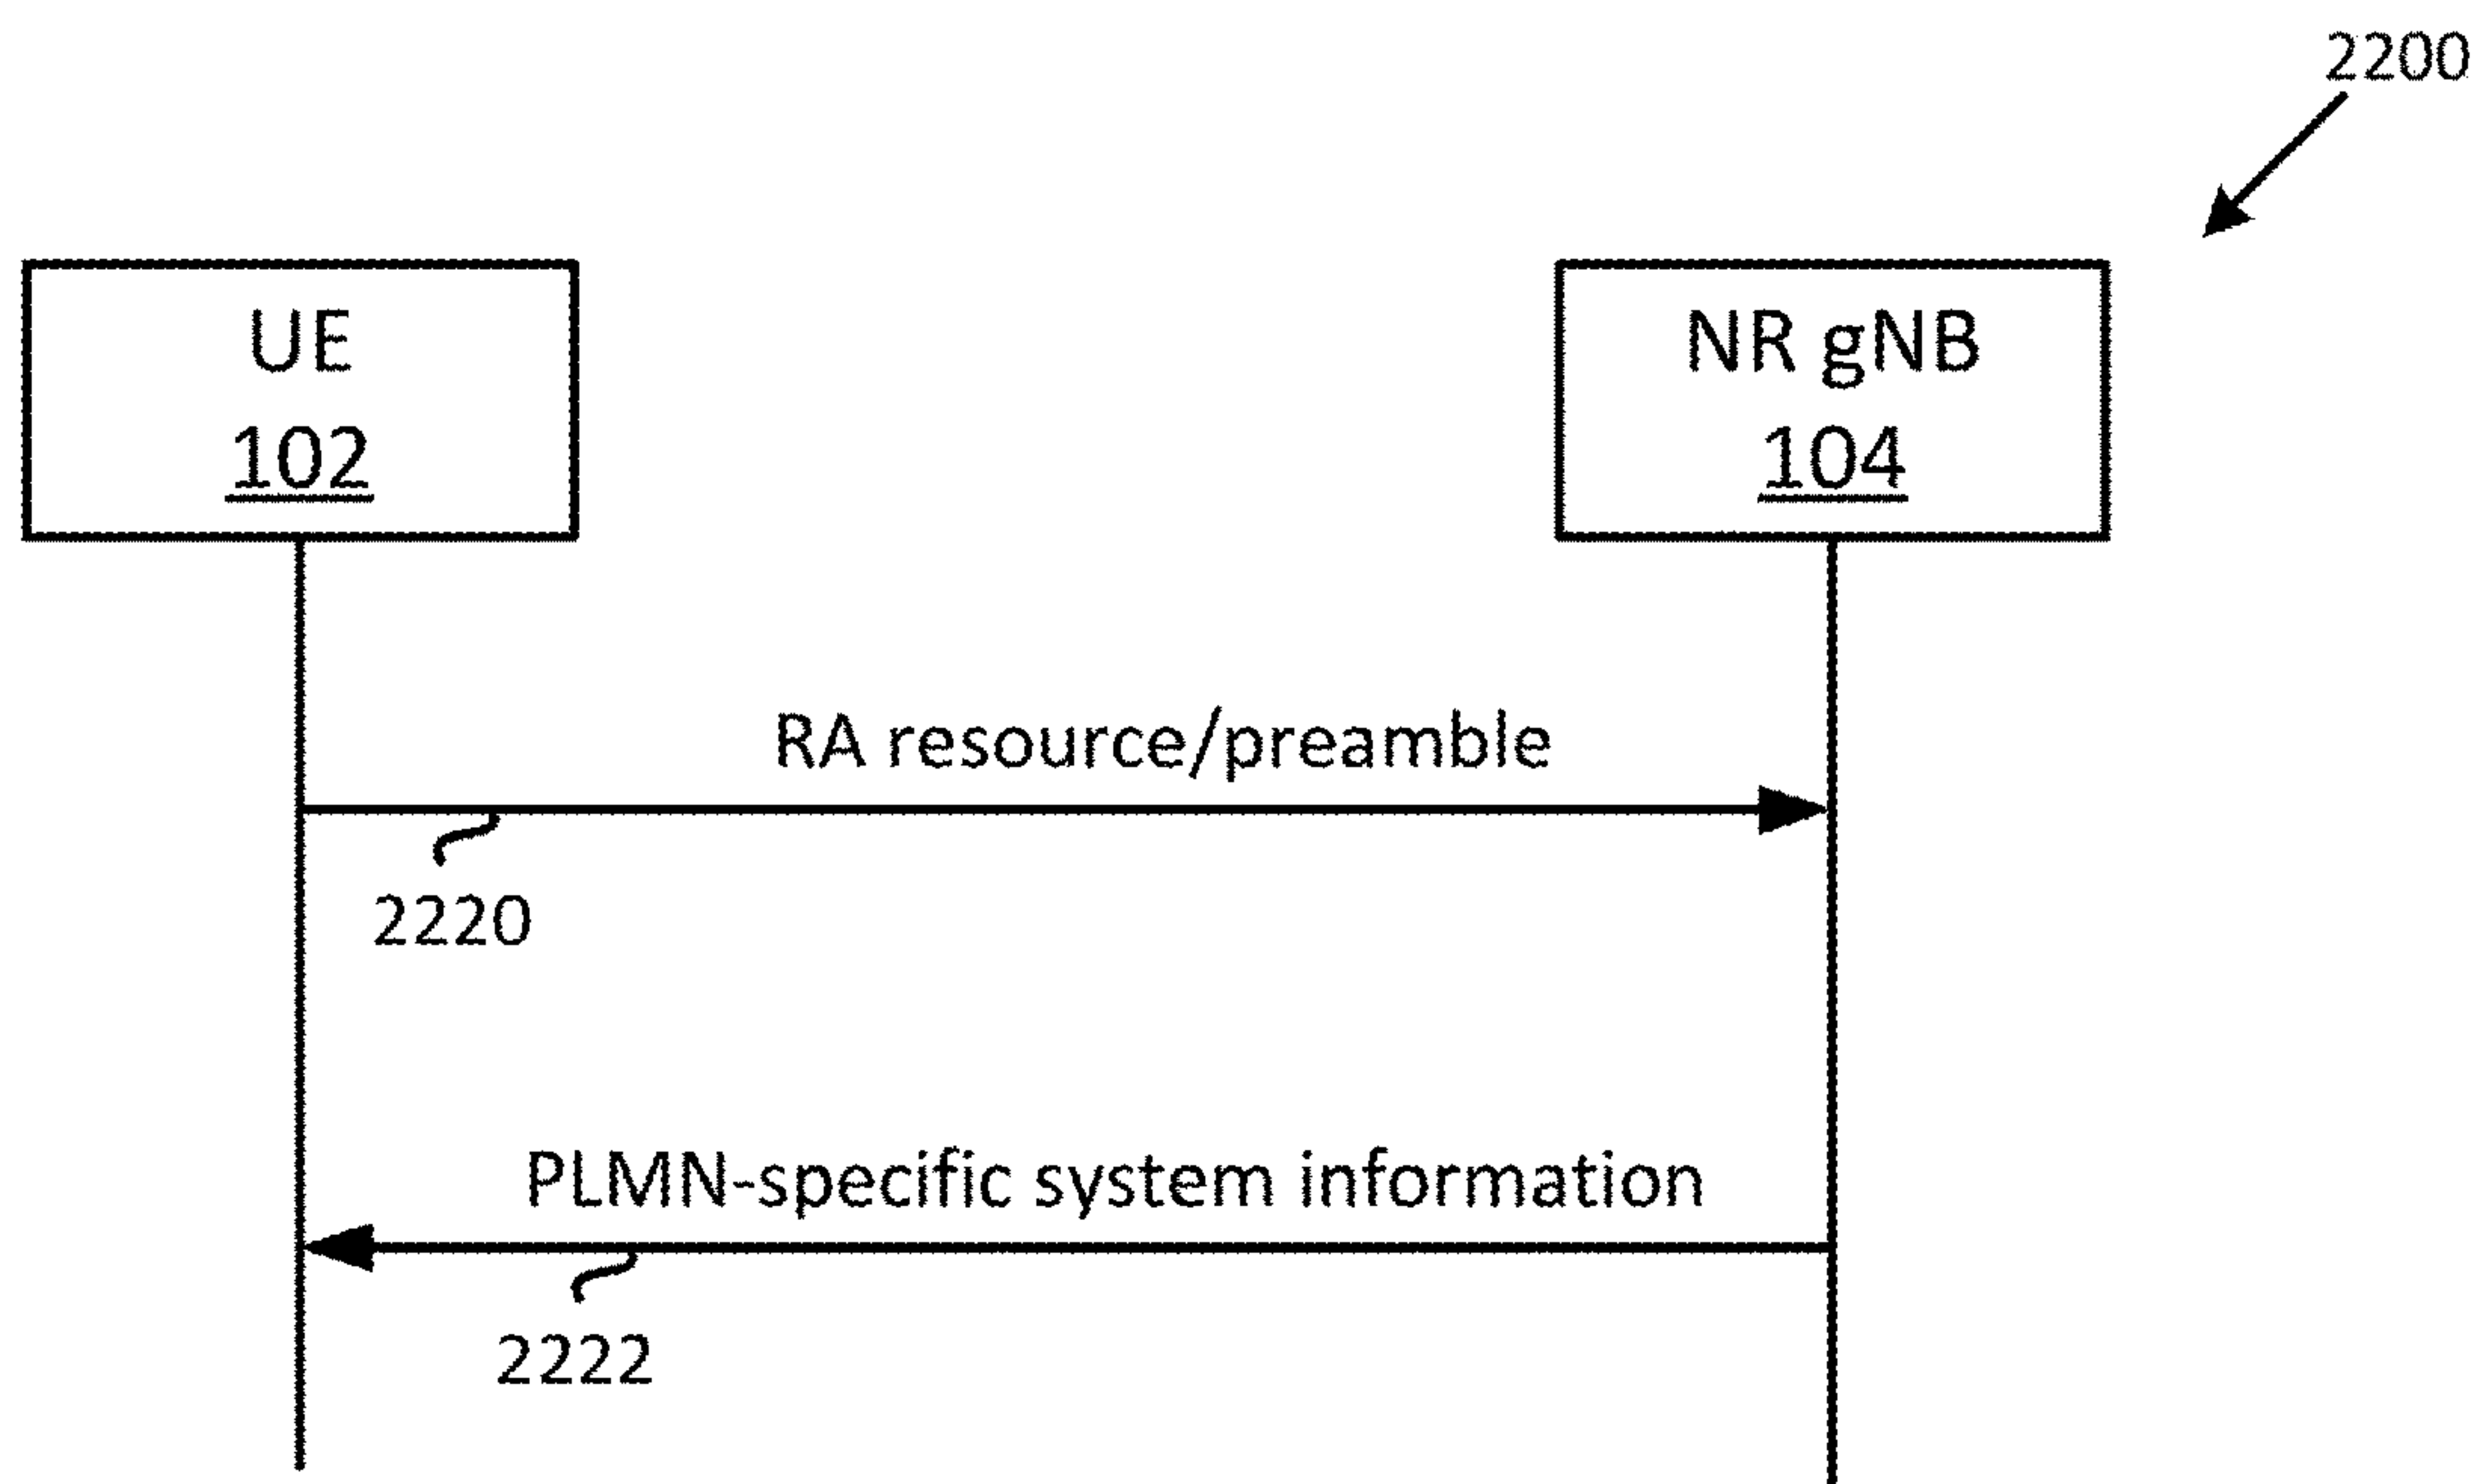 2200
UE
102
NR gNB
104
RA resource/preamble
2220
PLMN-specific system information
2222